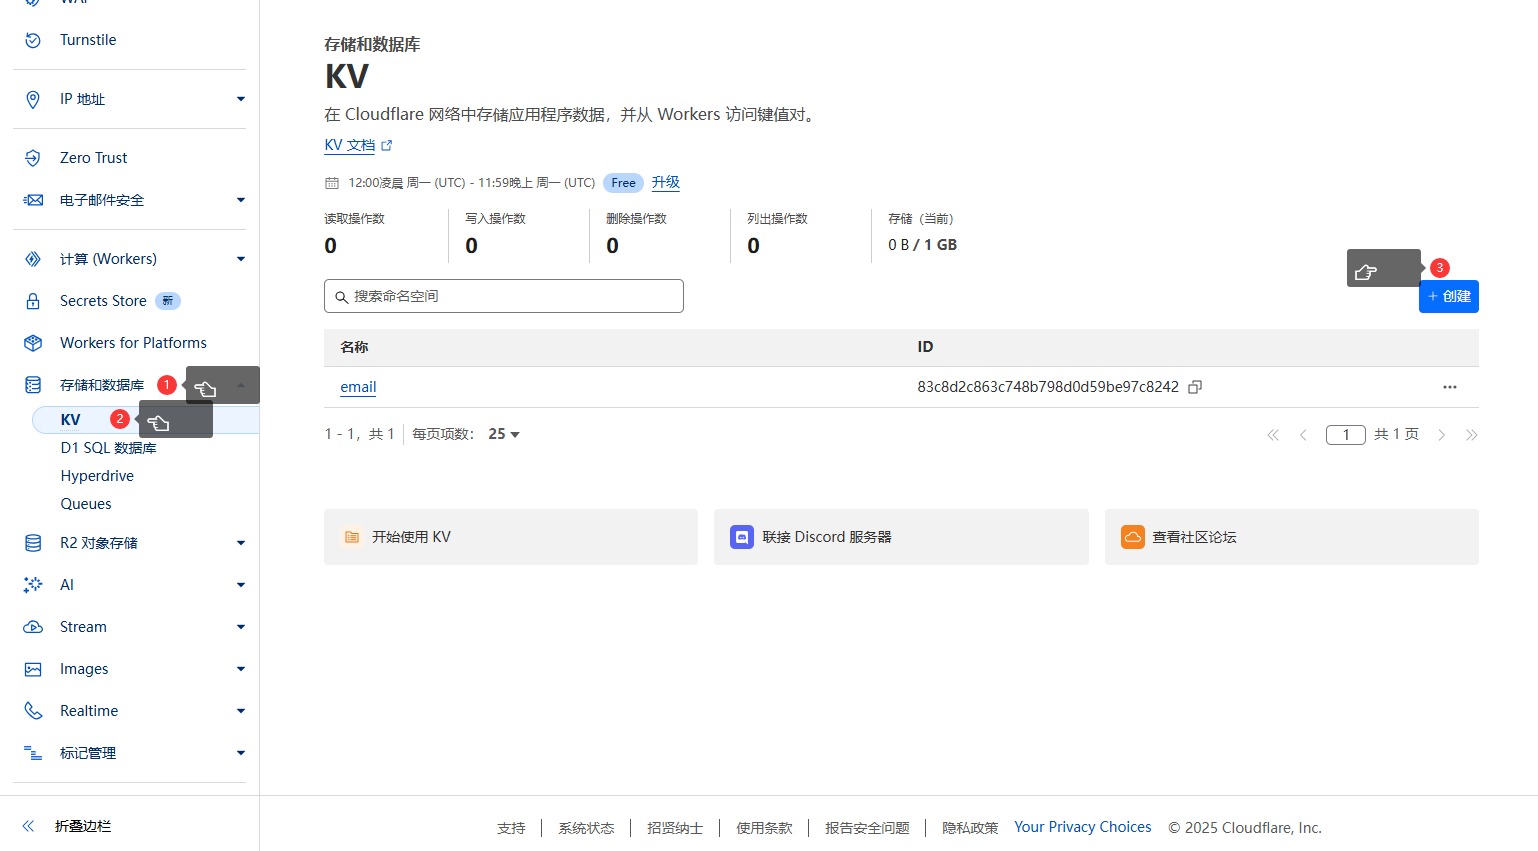 Turnstile
IP 地址
Zero Trust
电子邮件安全
计算 (Workers)
Secrets Store 新
Workers for Platforms
存储和数据库 1
KV 2
D1 SQL 数据库
Hyperdrive
Queues
R2 对象存储
AI
Stream
Images
Realtime
标记管理
折叠边栏
存储和数据库
KV
在 Cloudflare 网络中存储应用程序数据，并从 Workers 访问键值对。
KV 文档
12:00凌晨 周一 (UTC) - 11:59晚上 周一 (UTC) Free 升级
读取操作数 写入操作数 删除操作数 列出操作数 存储（当前）
0 0 0 0 0 B / 1 GB
3
搜索命名空间
+ 创建
名称 ID
email 83c8d2c863c748b798d0d59be97c8242
1 - 1，共 1 每页项数： 25 1 共 1 页
开始使用 KV 联接 Discord 服务器 查看社区论坛
支持 系统状态 招贤纳士 使用条款 报告安全问题 隐私政策 Your Privacy Choices © 2025 Cloudflare, Inc.